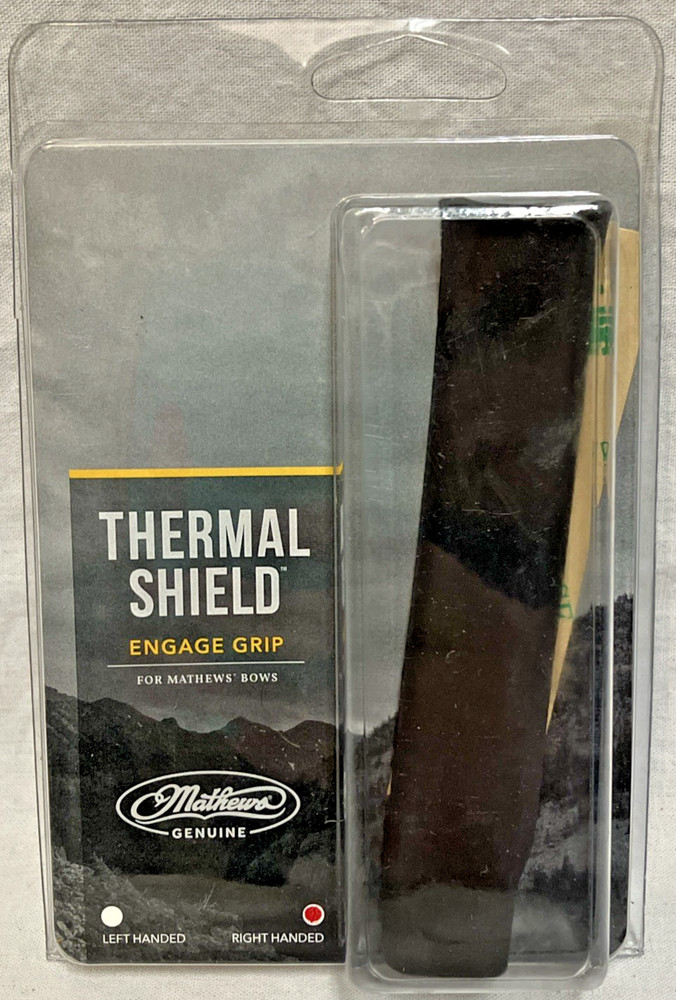 THERMAL
SHIELD™
ENGAGE GRIP
FOR MATHEWS® BOWS
Mathews
GENUINE
LEFT HANDED
RIGHT HANDED